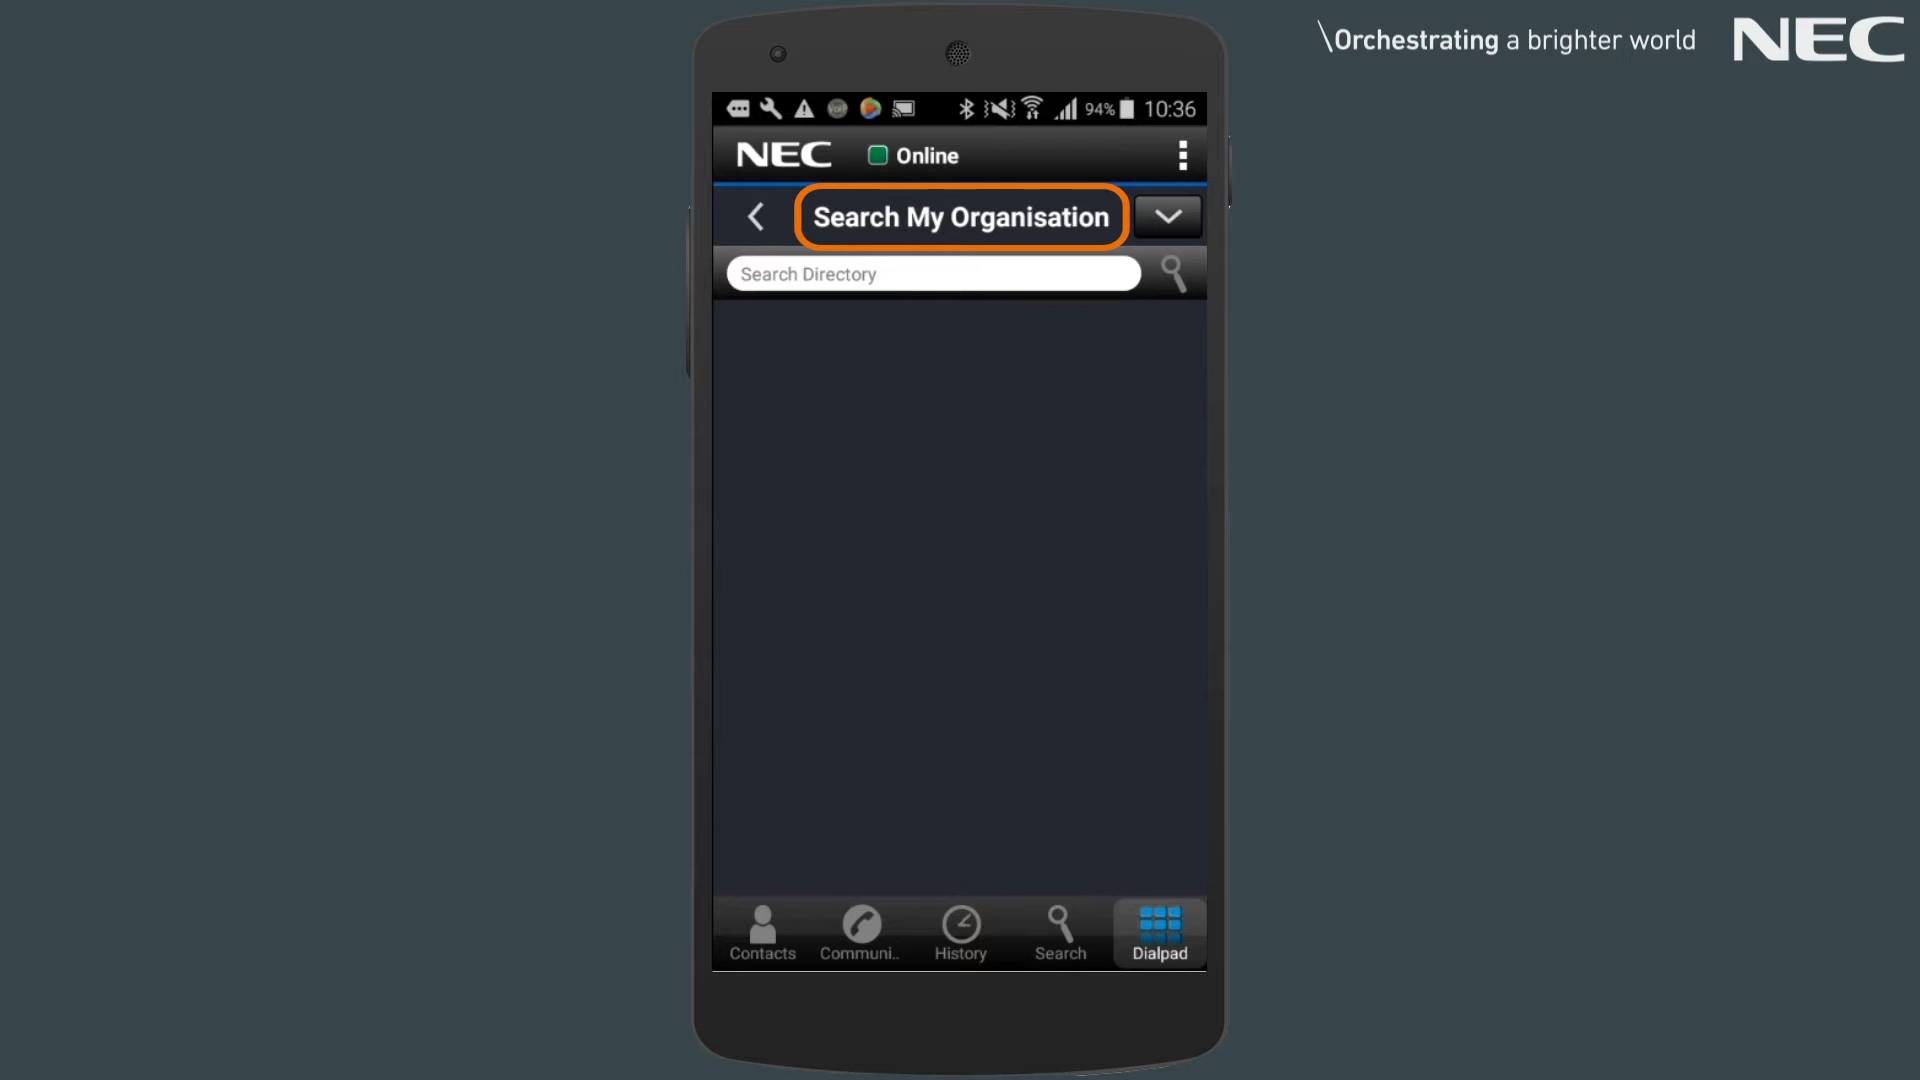 \Orchestrating a brighter world NEC
94% 10:36
NEC Online
Search My Organisation
Search Directory
Contacts Communi.. History Search Dialpad